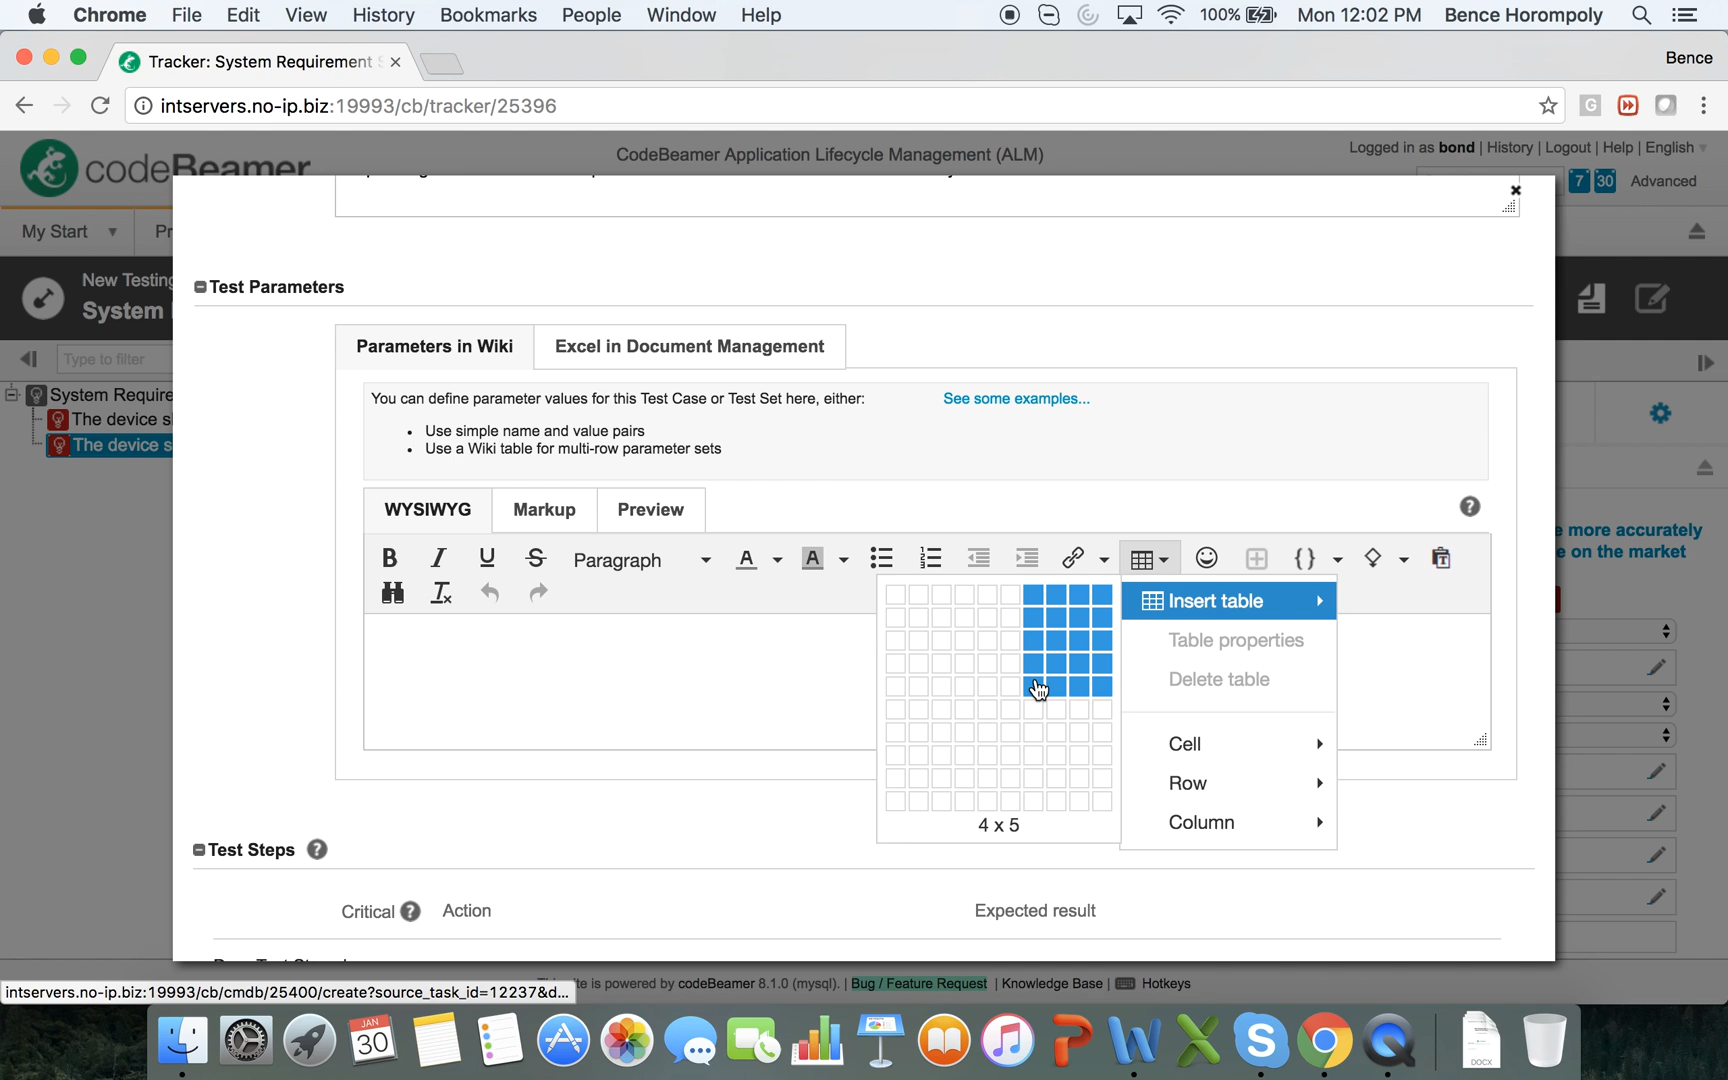 Chrome File Edit View History Bookmarks People Window Help 100% Mon 12:02 PM Bence Horompoly
Tracker: System Requirement Bence
intservers.no-ip.biz:19993/cb/tracker/25396 G
codeBeamer CodeBeamer Application Lifecycle Management (ALM) Logged in as bond | History | Logout | Help | English
7 30 Advanced
My Start Pr
New Testing
System
Test Parameters
Type to filter
Parameters in Wiki Excel in Document Management
System Require
You can define parameter values for this Test Case or Test Set here, either: See some examples...
The device s
• Use simple name and value pairs
The device s
• Use a Wiki table for multi-row parameter sets
WYSIWYG Markup Preview ?
e more accurately
e on the market
B I U S Paragraph A A { }
Insert table
Table properties
Delete table
Cell
Row
Column
4 x 5
Test Steps ?
Critical ? Action Expected result
te is powered by codeBeamer 8.1.0 (mysql). | Bug / Feature Request | Knowledge Base | Hotkeys
intservers.no-ip.biz:19993/cb/cmdb/25400/create?source_task_id=12237&d...
JAN
30
DOCX